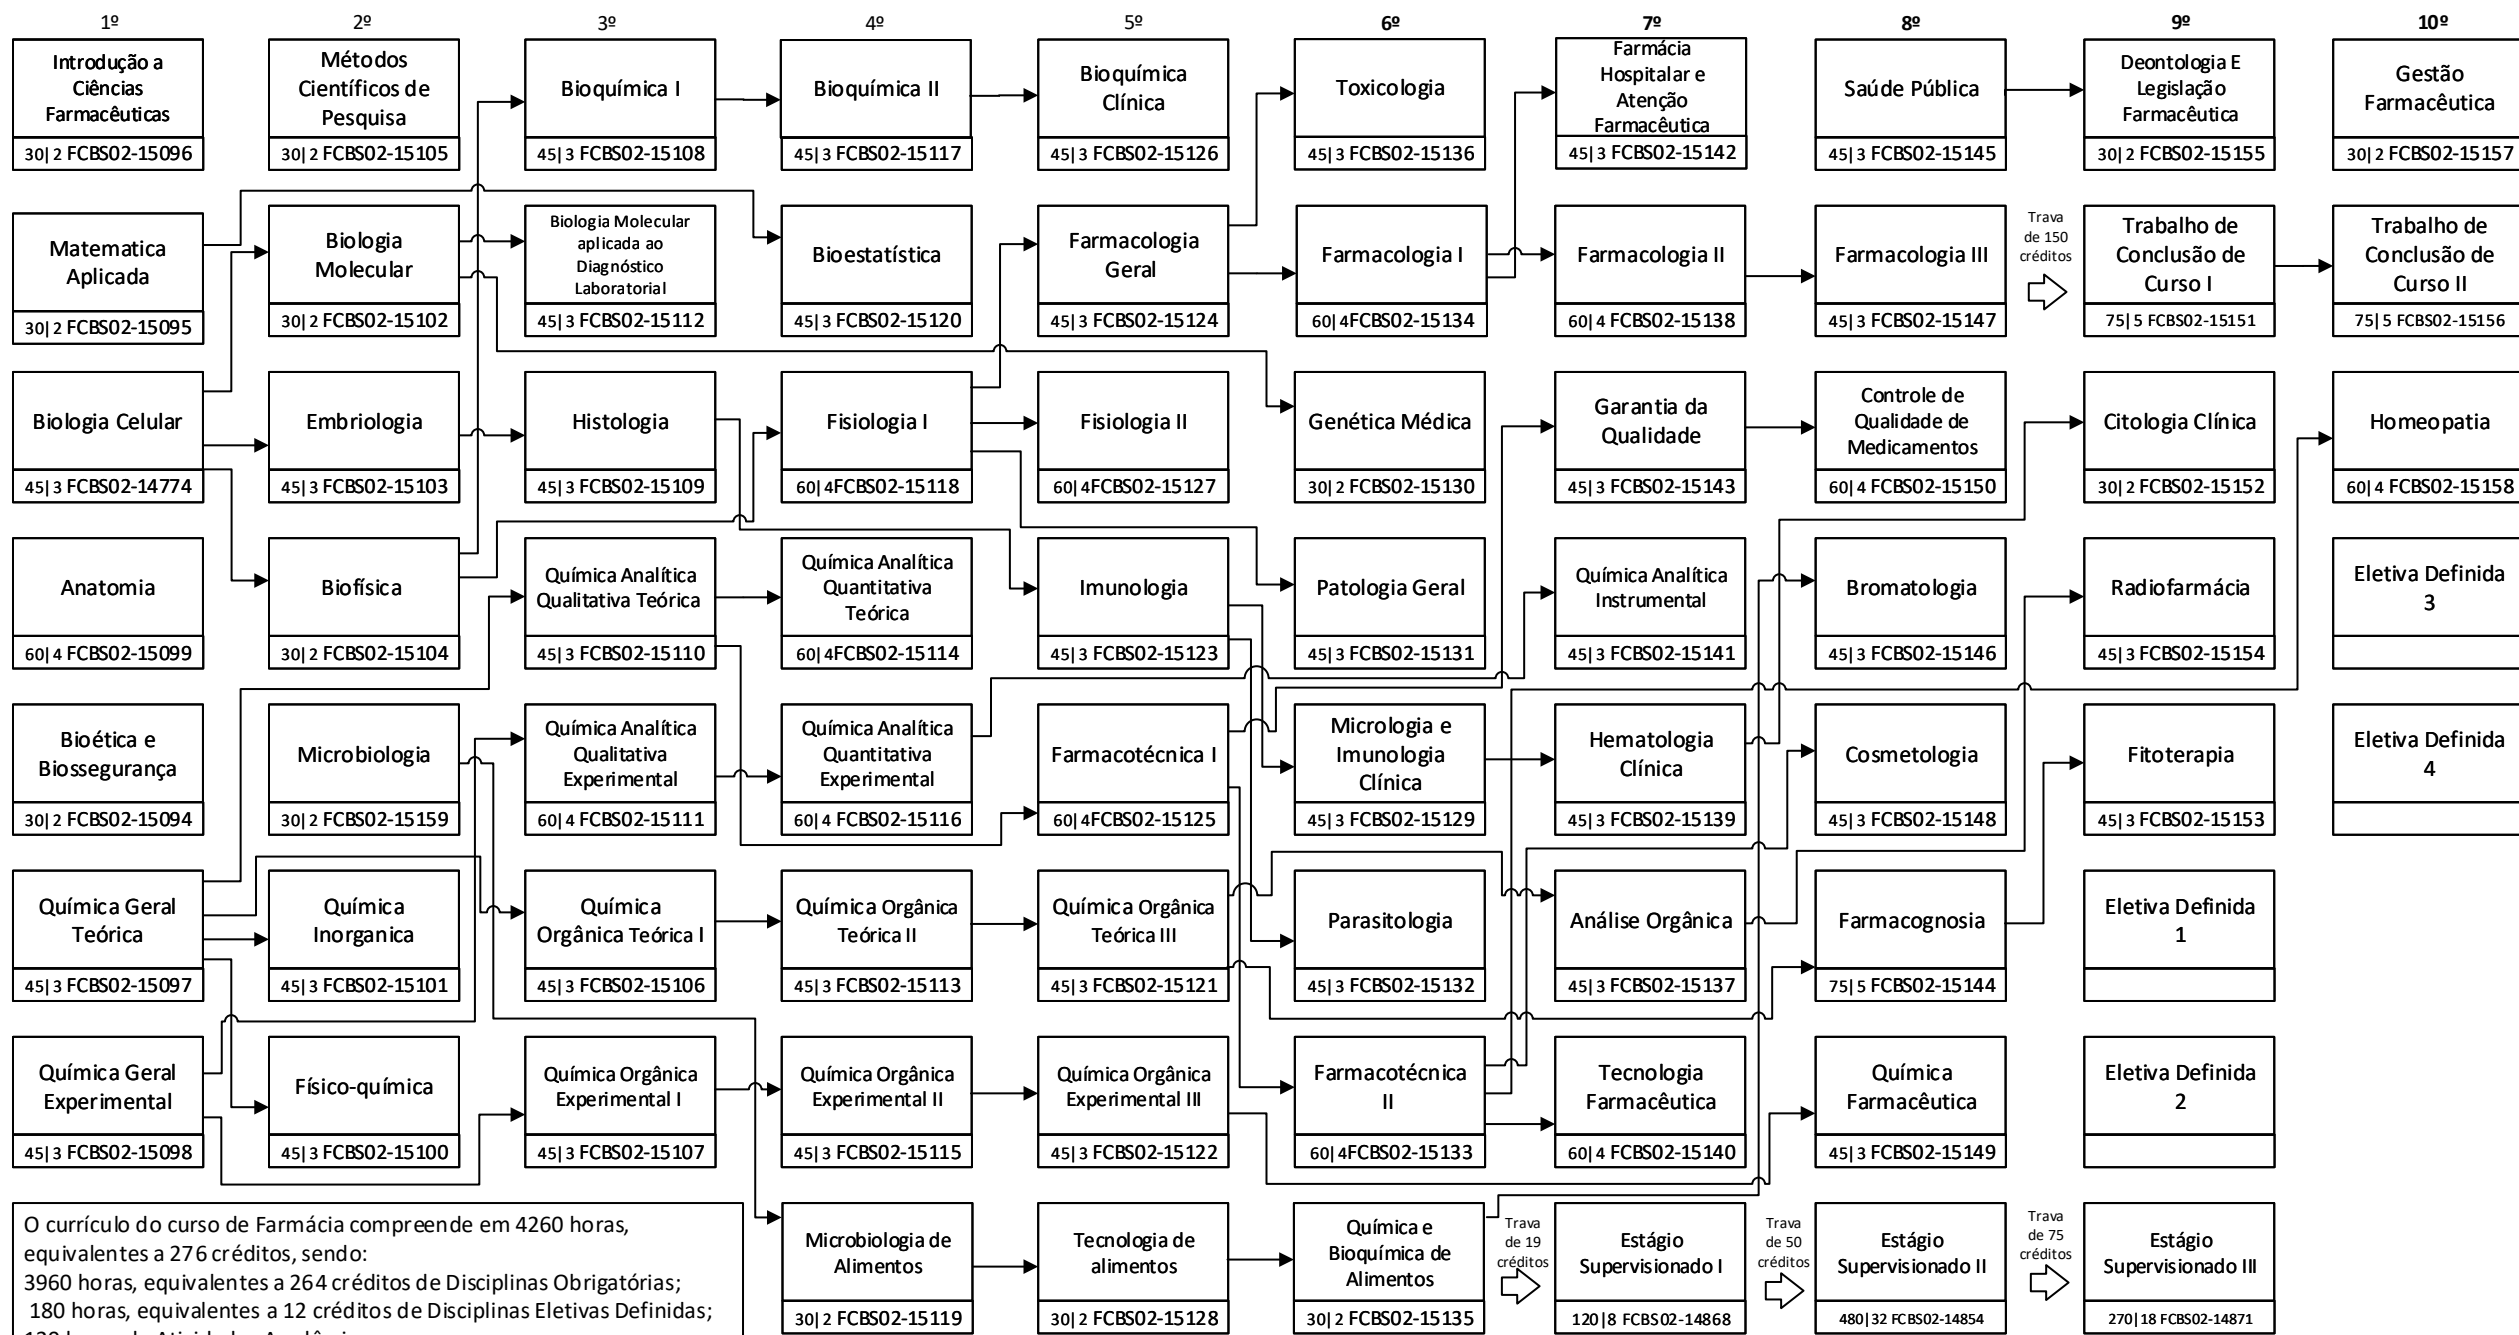 1º
2º
3º
4º
5º
6º
7º
8º
9º
10º
Introdução a
Ciências
Farmacêuticas
30| 2 FCBS02-15096
Métodos
Científicos de
Pesquisa
30| 2 FCBS02-15105
Bioquímica I
45| 3 FCBS02-15108
Bioquímica II
45| 3 FCBS02-15117
Bioquímica
Clínica
45| 3 FCBS02-15126
Toxicologia
45| 3 FCBS02-15136
Farmácia
Hospitalar e
Atenção
Farmacêutica
45| 3 FCBS02-15142
Saúde Pública
45| 3 FCBS02-15145
Deontologia E
Legislação
Farmacêutica
30| 2 FCBS02-15155
Gestão
Farmacêutica
30| 2 FCBS02-15157
Matematica
Aplicada
30| 2 FCBS02-15095
Biologia
Molecular
30| 2 FCBS02-15102
Biologia Molecular
aplicada ao
Diagnóstico
Laboratorial
45| 3 FCBS02-15112
Bioestatística
45| 3 FCBS02-15120
Farmacologia
Geral
45| 3 FCBS02-15124
Farmacologia I
60| 4FCBS02-15134
Farmacologia II
60| 4 FCBS02-15138
Farmacologia III
45| 3 FCBS02-15147
Trava
de 150
créditos
Trabalho de
Conclusão de
Curso I
75| 5 FCBS02-15151
Trabalho de
Conclusão de
Curso II
75| 5 FCBS02-15156
Biologia Celular
45| 3 FCBS02-14774
Embriologia
45| 3 FCBS02-15103
Histologia
45| 3 FCBS02-15109
Fisiologia I
60| 4FCBS02-15118
Fisiologia II
60| 4FCBS02-15127
Genética Médica
30| 2 FCBS02-15130
Garantia da
Qualidade
45| 3 FCBS02-15143
Controle de
Qualidade de
Medicamentos
60| 4 FCBS02-15150
Citologia Clínica
30| 2 FCBS02-15152
Homeopatia
60| 4 FCBS02-15158
Anatomia
60| 4 FCBS02-15099
Biofísica
30| 2 FCBS02-15104
Química Analítica
Qualitativa Teórica
45| 3 FCBS02-15110
Química Analítica
Quantitativa
Teórica
60| 4FCBS02-15114
Imunologia
45| 3 FCBS02-15123
Patologia Geral
45| 3 FCBS02-15131
Química Analítica
Instrumental
45| 3 FCBS02-15141
Bromatologia
45| 3 FCBS02-15146
Radiofarmácia
45| 3 FCBS02-15154
Eletiva Definida
3
Bioética e
Biossegurança
30| 2 FCBS02-15094
Microbiologia
30| 2 FCBS02-15159
Química Analítica
Qualitativa
Experimental
60| 4 FCBS02-15111
Química Analítica
Quantitativa
Experimental
60| 4 FCBS02-15116
Farmacotécnica I
60| 4FCBS02-15125
Micrologia e
Imunologia
Clínica
45| 3 FCBS02-15129
Hematologia
Clínica
45| 3 FCBS02-15139
Cosmetologia
45| 3 FCBS02-15148
Fitoterapia
45| 3 FCBS02-15153
Eletiva Definida
4
Química Geral
Teórica
45| 3 FCBS02-15097
Química
Inorganica
45| 3 FCBS02-15101
Química
Orgânica Teórica I
45| 3 FCBS02-15106
Química Orgânica
Teórica II
45| 3 FCBS02-15113
Química Orgânica
Teórica III
45| 3 FCBS02-15121
Parasitologia
45| 3 FCBS02-15132
Análise Orgânica
45| 3 FCBS02-15137
Farmacognosia
75| 5 FCBS02-15144
Eletiva Definida
1
Química Geral
Experimental
45| 3 FCBS02-15098
Físico-química
45| 3 FCBS02-15100
Química Orgânica
Experimental I
45| 3 FCBS02-15107
Química Orgânica
Experimental II
45| 3 FCBS02-15115
Química Orgânica
Experimental III
45| 3 FCBS02-15122
Farmacotécnica
II
60| 4FCBS02-15133
Tecnologia
Farmacêutica
60| 4 FCBS02-15140
Química
Farmacêutica
45| 3 FCBS02-15149
Eletiva Definida
2
O currículo do curso de Farmácia compreende em 4260 horas,
equivalentes a 276 créditos, sendo:
3960 horas, equivalentes a 264 créditos de Disciplinas Obrigatórias;
180 horas, equivalentes a 12 créditos de Disciplinas Eletivas Definidas;
Microbiologia de
Alimentos
30| 2 FCBS02-15119
Tecnologia de
alimentos
30| 2 FCBS02-15128
Química e
Bioquímica de
Alimentos
30| 2 FCBS02-15135
Trava
de 19
créditos
Estágio
Supervisionado I
120|8 FCBS02-14868
Trava
de 50
créditos
Estágio
Supervisionado II
480|32 FCBS02-14854
Trava
de 75
créditos
Estágio
Supervisionado III
270|18 FCBS02-14871